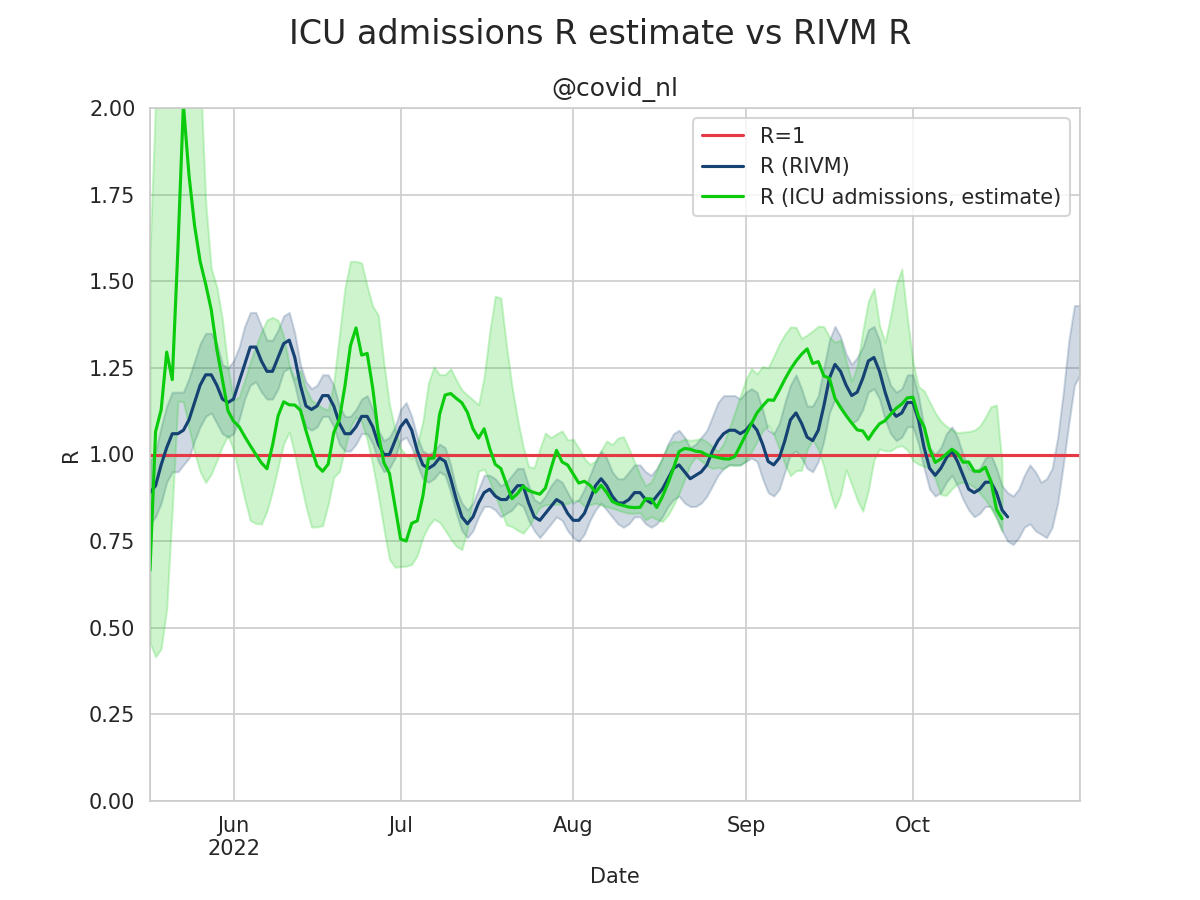 ICU admissions R estimate vs RIVM R
@covid_nl
R=1
R (RIVM)
R (ICU admissions, estimate)
2.00
1.75
1.50
1.25
1.00
0.75
0.50
0.25
0.00
R
Jun
2022
Jul
Aug
Sep
Oct
Date